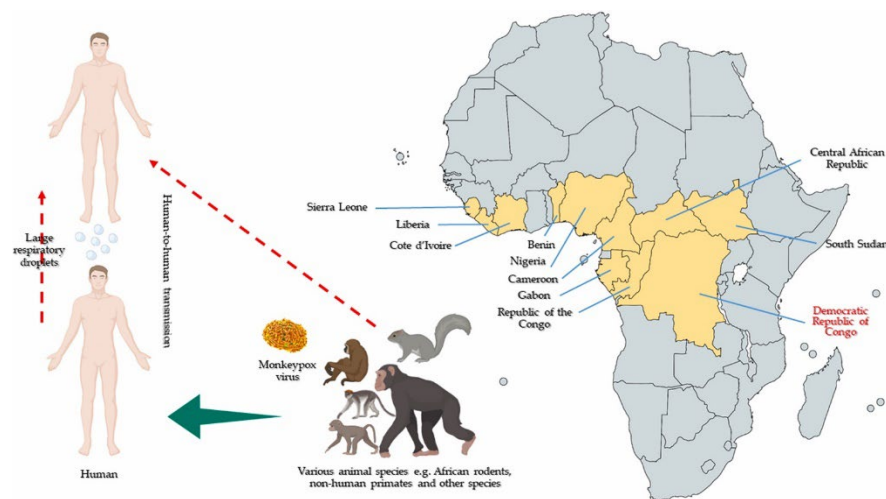 Large
respiratory
droplets
Human-to-human transmission
Human
Monkeypox
virus
Various animal species e.g. African rodents,
non-human primates and other species
Sierra Leone
Liberia
Cote d'Ivoire
Benin
Nigeria
Cameroon
Gabon
Republic of the
Congo
Central African
Republic
South Sudan
Democratic
Republic of
Congo